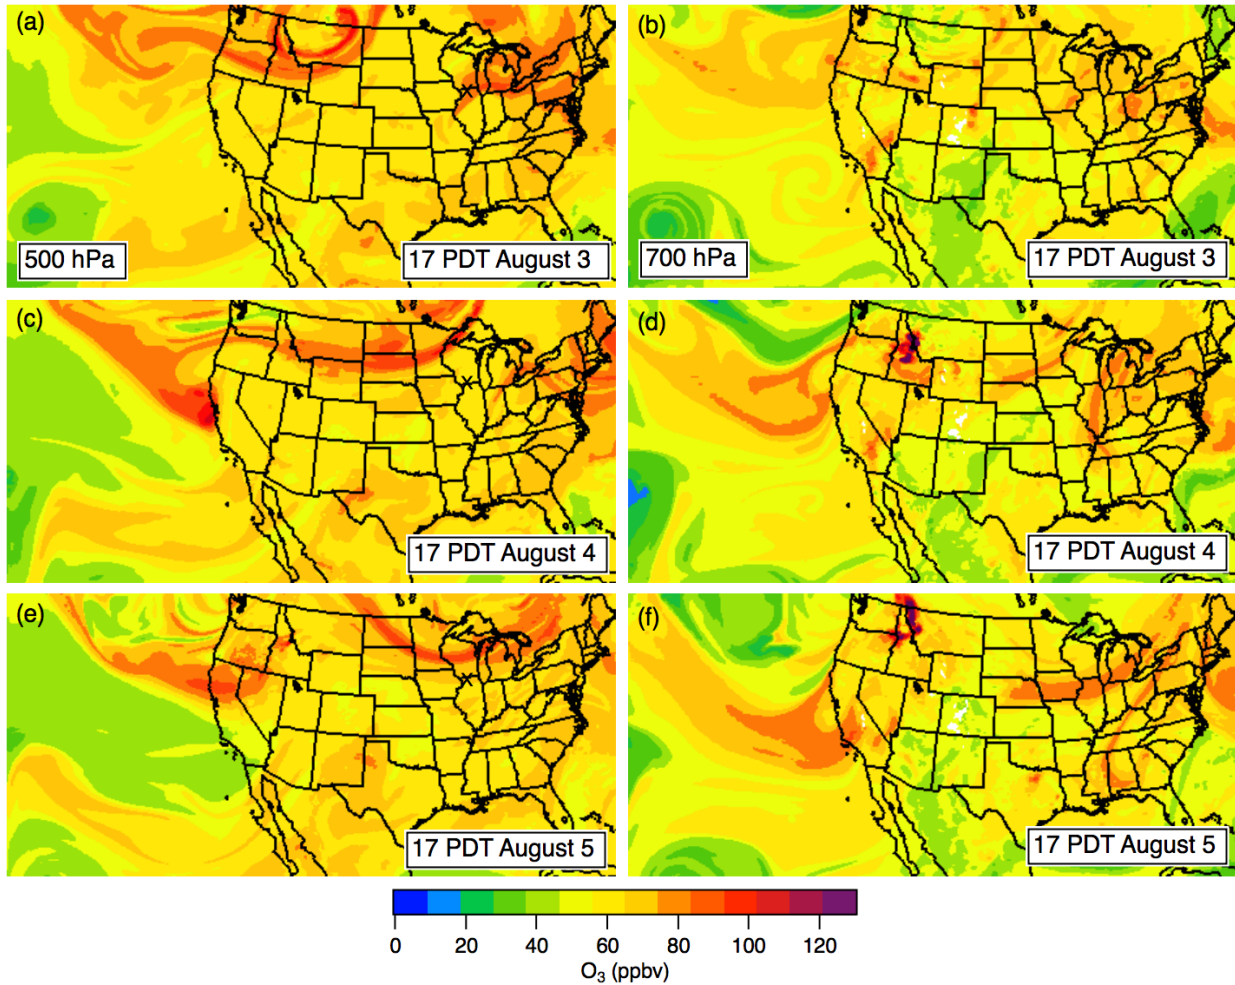 (a)
500 hPa
17 PDT August 3
(b)
700 hPa
17 PDT August 3
(c)
17 PDT August 4
(d)
17 PDT August 4
(e)
17 PDT August 5
(f)
17 PDT August 5
0 20 40 60 80 100 120
O₃ (ppbv)